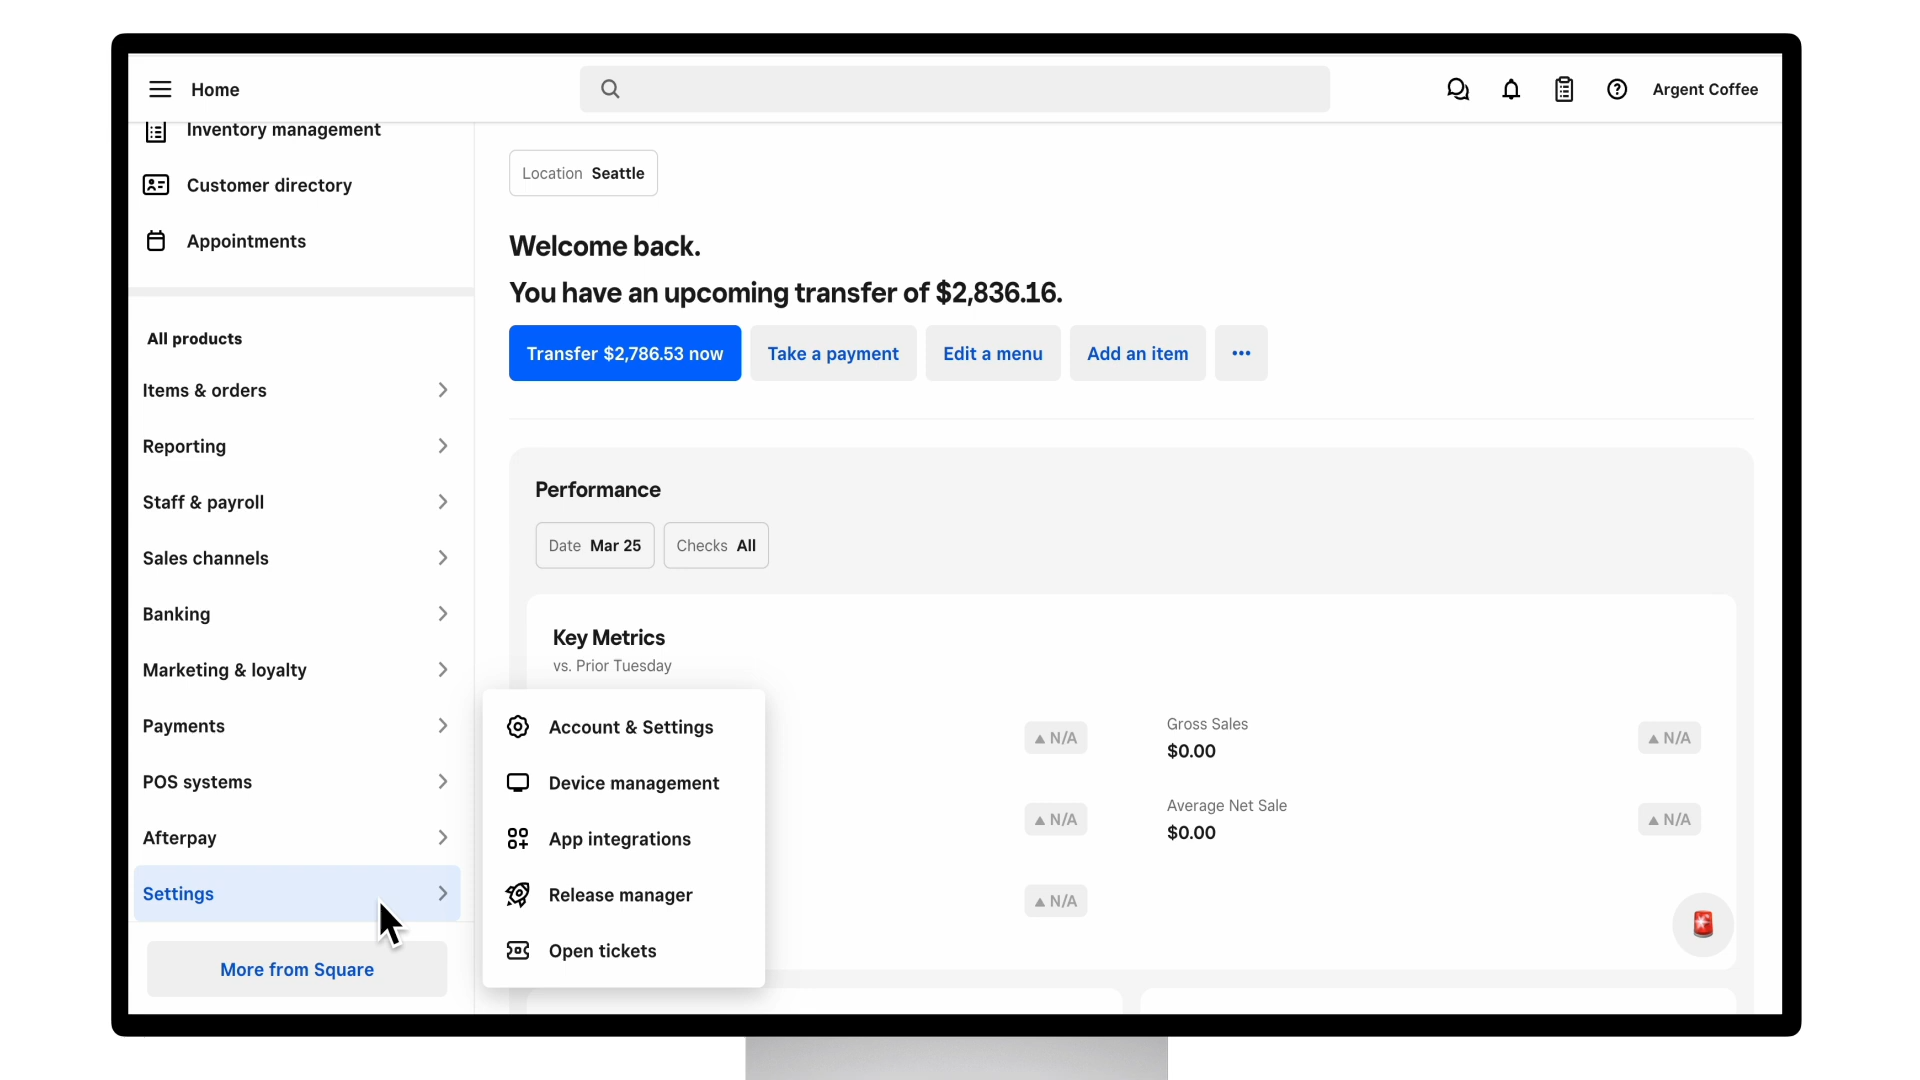 Home
Argent Coffee
Inventory management
Customer directory
Appointments
All products
Items & orders
Reporting
Staff & payroll
Sales channels
Banking
Marketing & loyalty
Payments
POS systems
Afterpay
Settings
More from Square
Account & Settings
Device management
App integrations
Release manager
Open tickets
Location Seattle
Welcome back.
You have an upcoming transfer of $2,836.16.
Transfer $2,786.53 now
Take a payment
Edit a menu
Add an item
Performance
Date Mar 25
Checks All
Key Metrics
vs. Prior Tuesday
N/A
Gross Sales
$0.00
N/A
N/A
Average Net Sale
$0.00
N/A
N/A